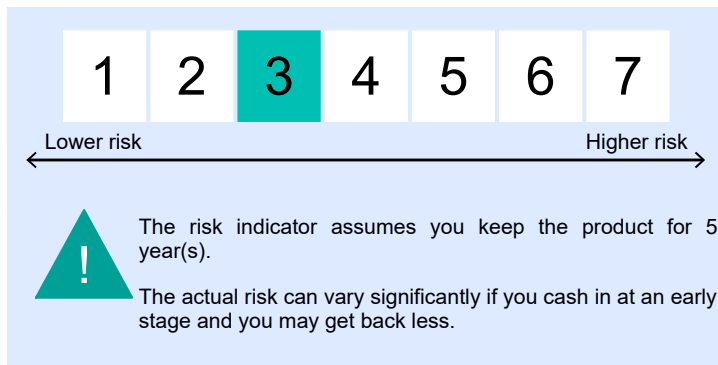 1 2 3 4 5 6 7
Lower risk Higher risk
!
The risk indicator assumes you keep the product for 5
year(s).
The actual risk can vary significantly if you cash in at an early
stage and you may get back less.